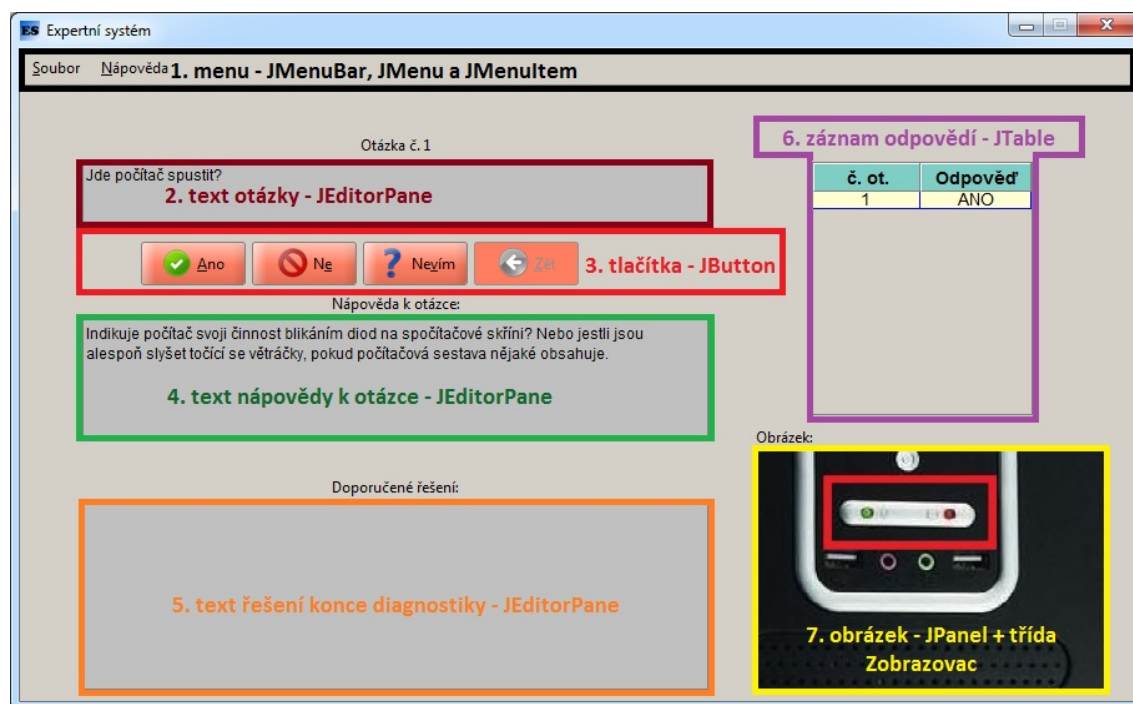 ES Expertní systém
Soubor Nápověda 1. menu - JMenuBar, JMenu a JMenuItem
Otázka č. 1
Jde počítač spustit?
2. text otázky - JEditorPane
Ano Ne Nevím Zět 3. tlačítka - JButton
Nápověda k otázce:
Indikuje počítač svoji činnost blikáním diod na spočítačové skříni? Nebo jestli jsou
alespoň slyšet točící se větráčky, pokud počítačová sestava nějaké obsahuje.
4. text nápovědy k otázce - JEditorPane
Doporučené řešení:
5. text řešení konce diagnostiky - JEditorPane
6. záznam odpovědí - JTable
č. ot. Odpověď
1 ANO
Obrázek:
7. obrázek - JPanel + třída
Zobrazovac